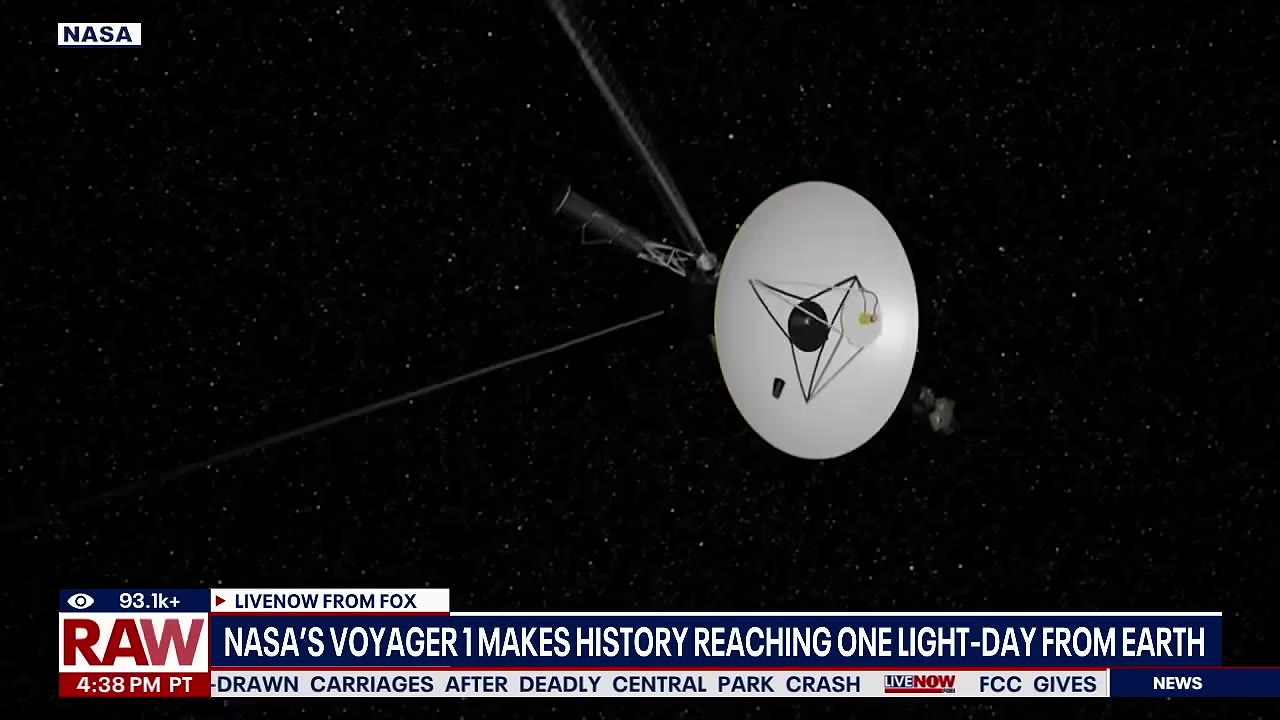 NASA
93.1k+
LIVENOW FROM FOX
RAW
NASA'S VOYAGER 1 MAKES HISTORY REACHING ONE LIGHT-DAY FROM EARTH
4:38 PM PT
-DRAWN CARRIAGES AFTER DEADLY CENTRAL PARK CRASH LIVENOW FOX FCC GIVES
NEWS